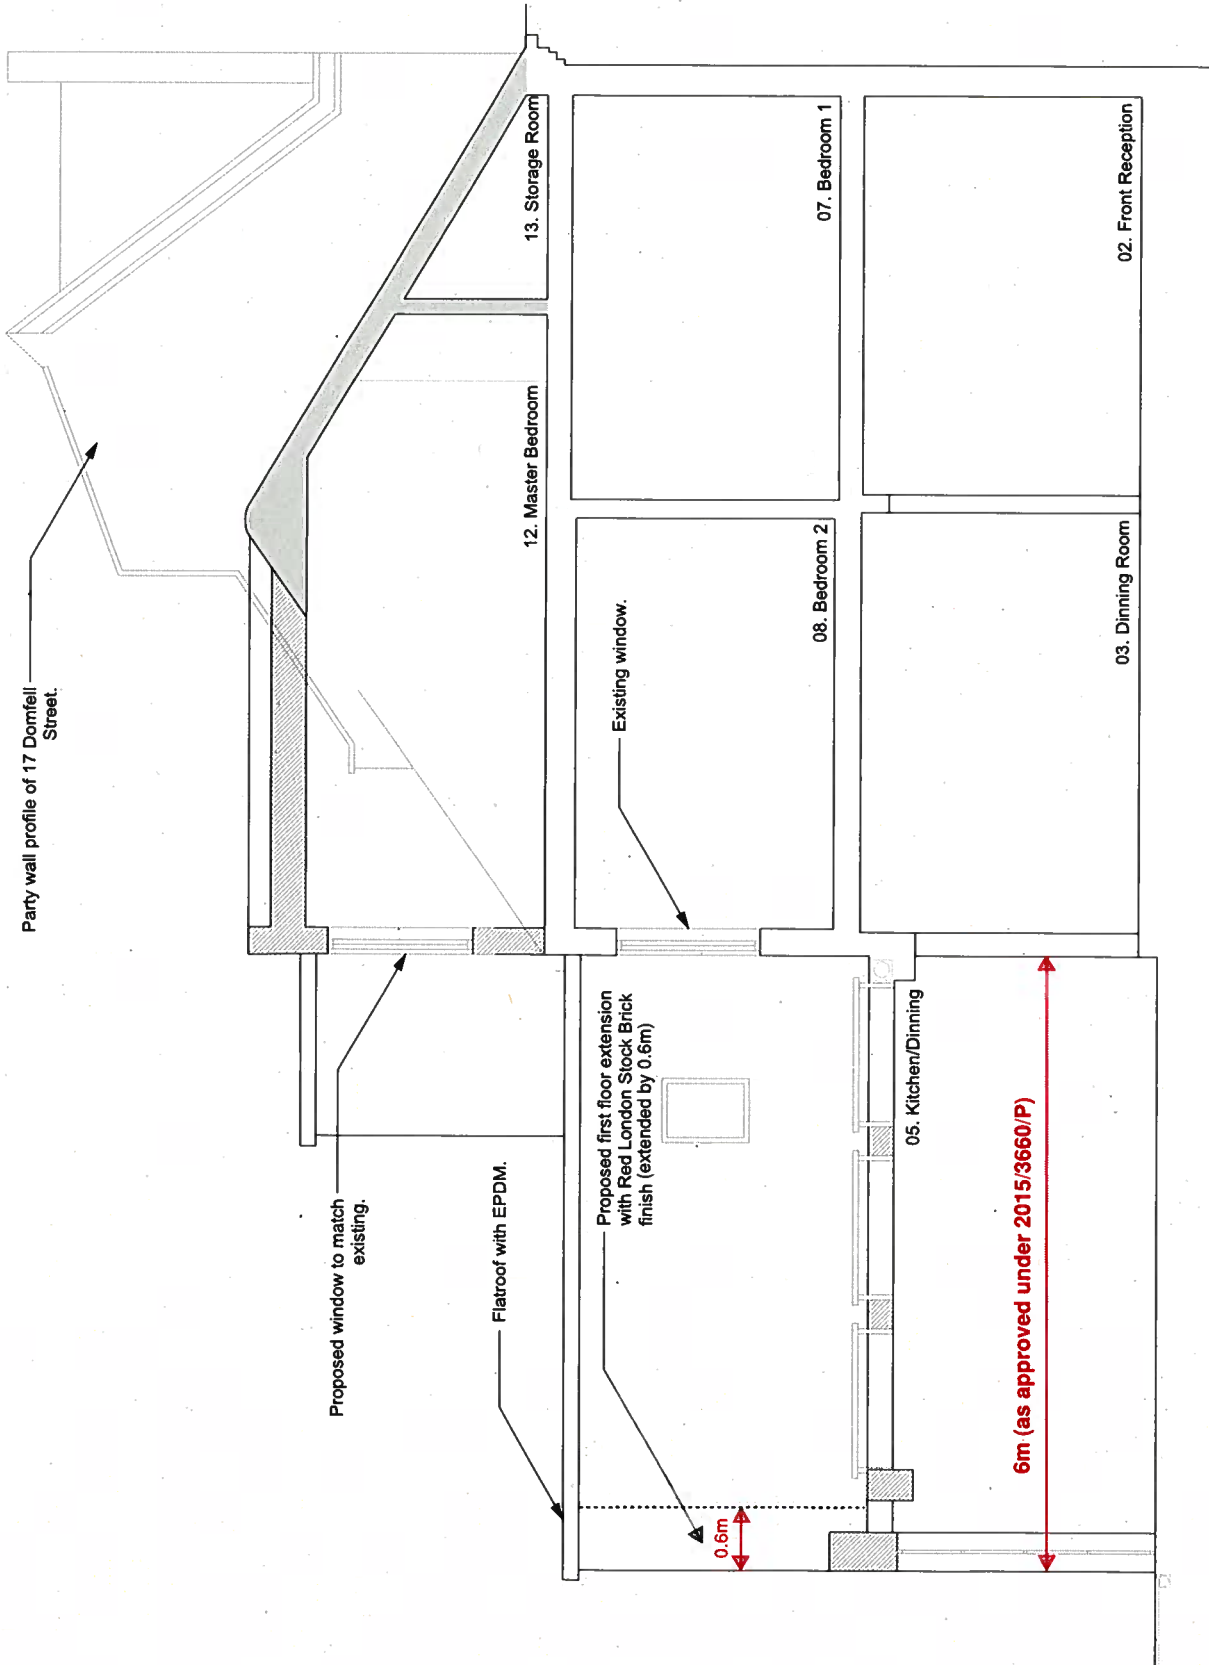 Party wall profile of 17 Domfell
Street.
Proposed window to match
existing.
Flatroof with EPDM.
Proposed first floor extension
with Red London Stock Brick
finish (extended by 0.6m)
Existing window.
13. Storage Room
12. Master Bedroom
07. Bedroom 1
08. Bedroom 2
02. Front Reception
03. Dinning Room
05. Kitchen/Dinning
0.6m
6m (as approved under 2015/3660/P)